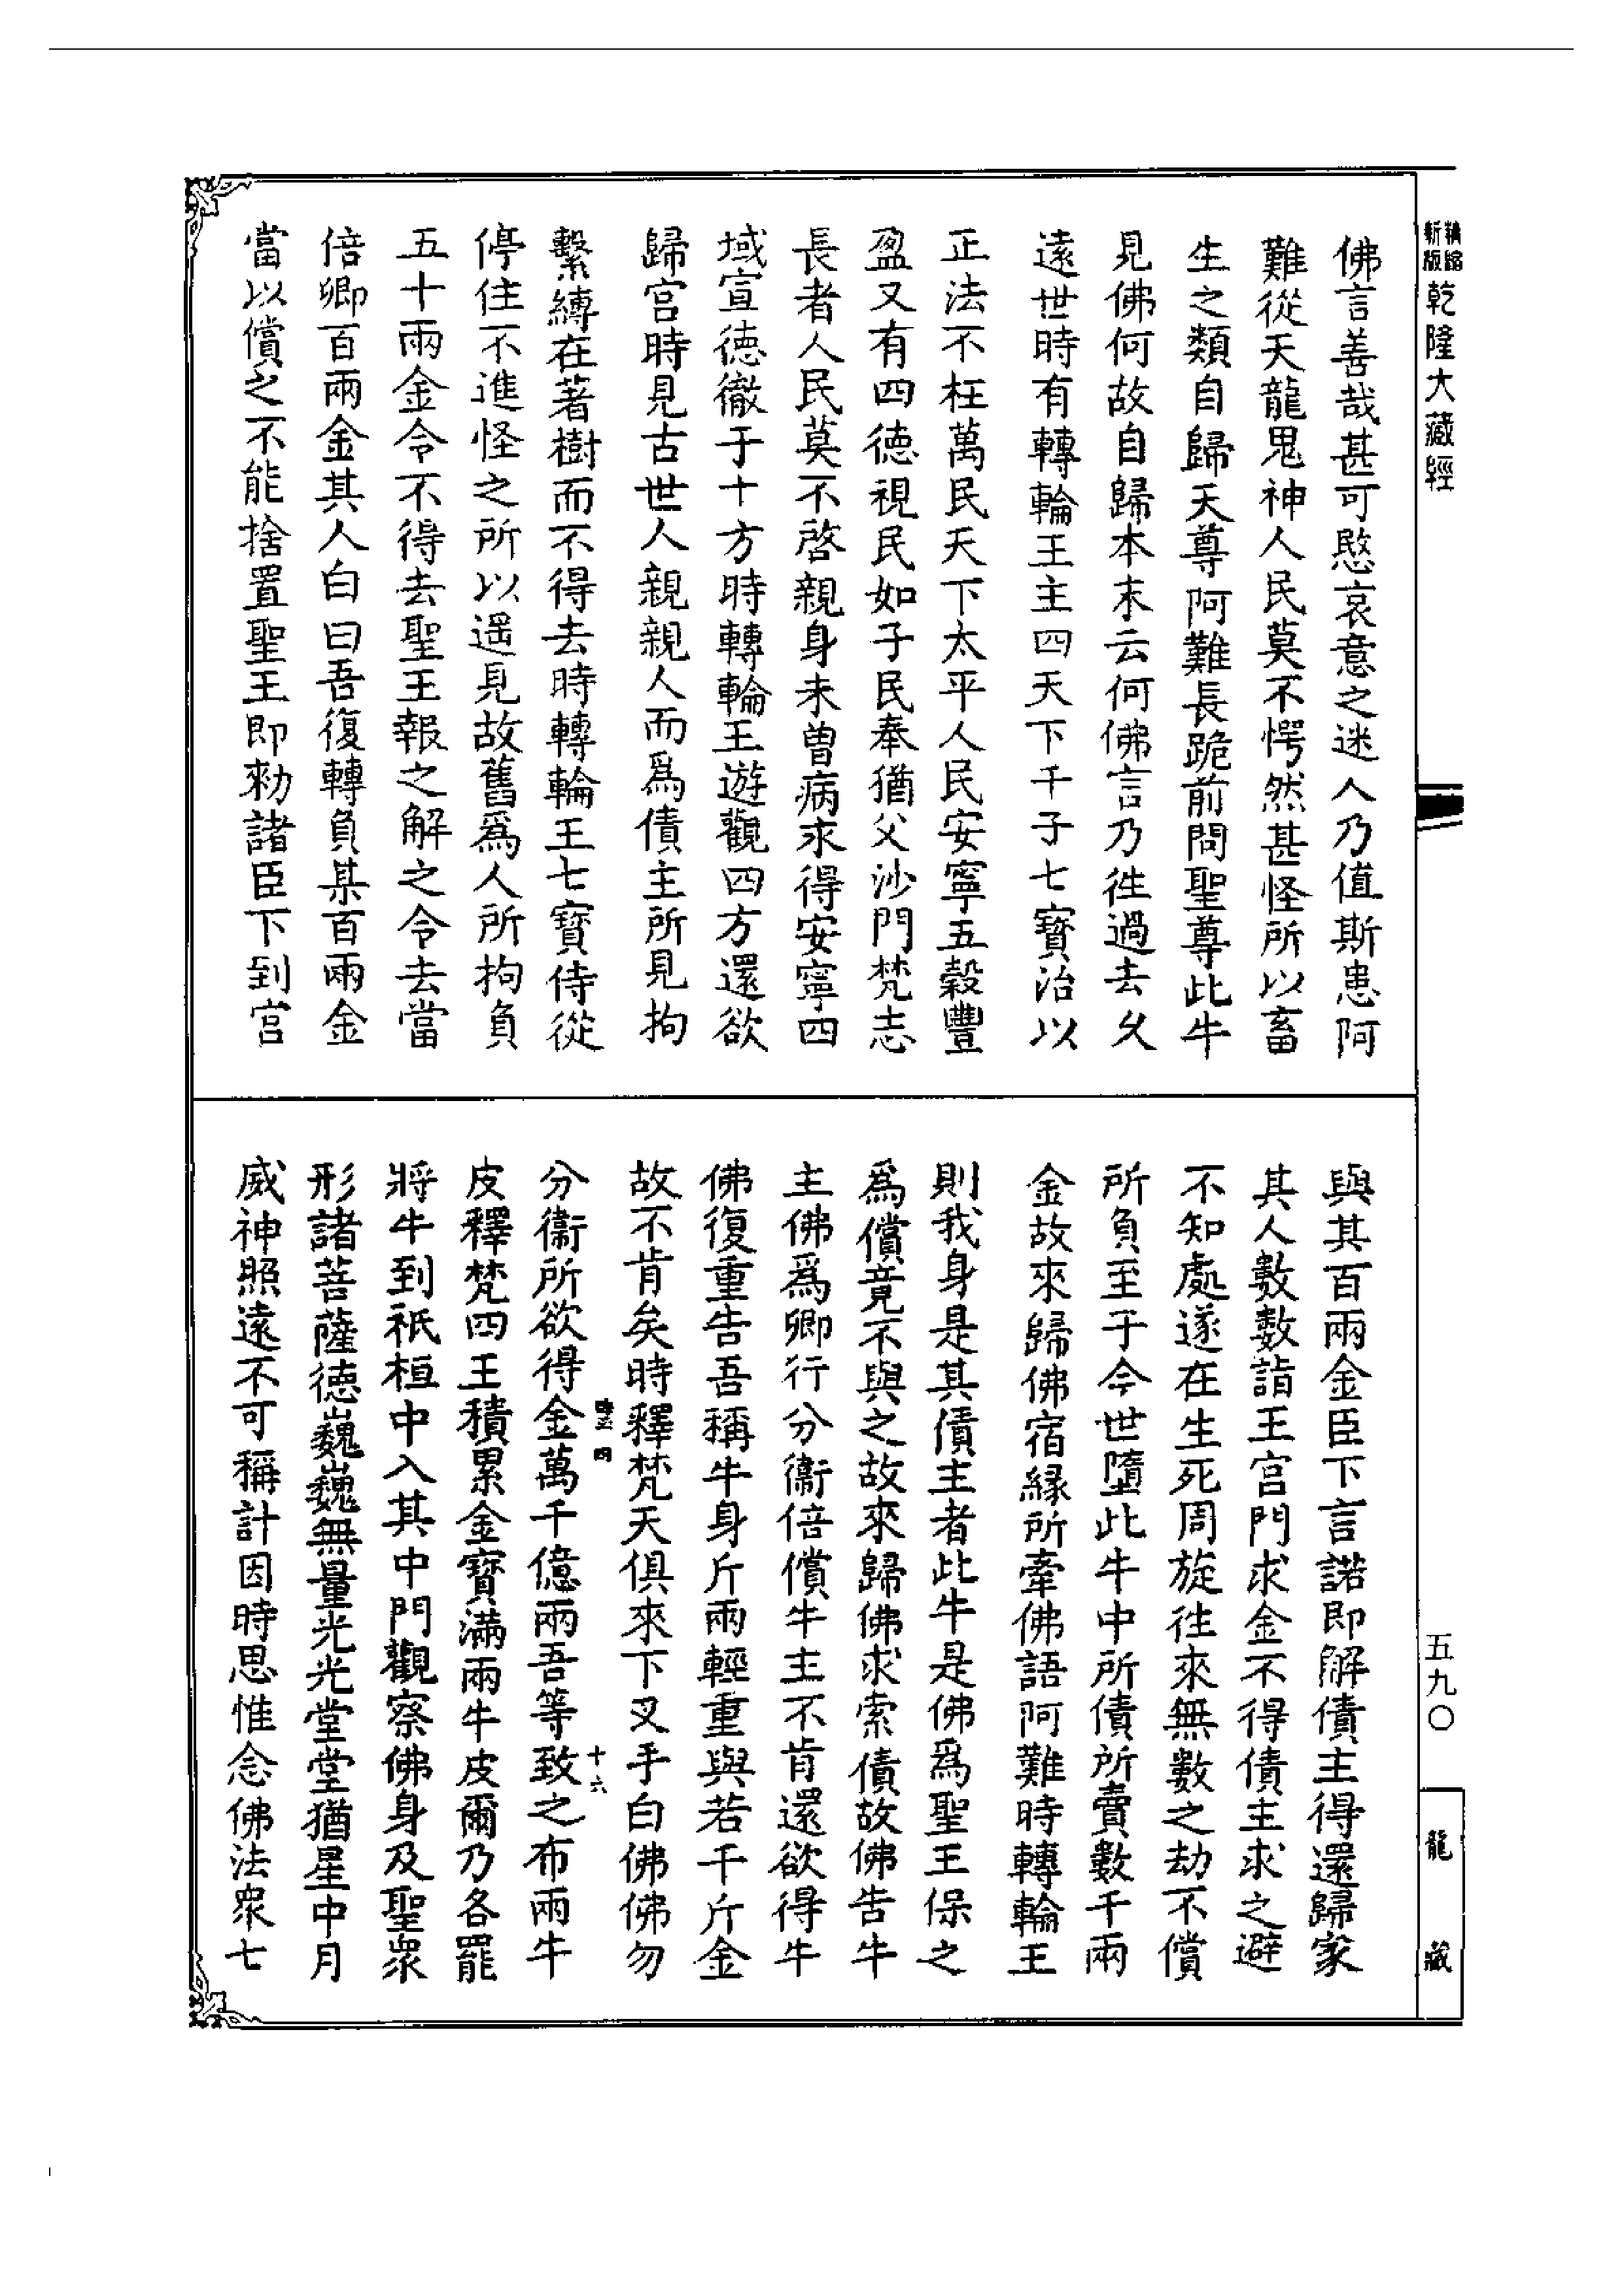 新版精縮乾隆大藏經
佛言善哉甚可愍哀意之迷人乃值斯患阿
難從天龍鬼神人民莫不愕然甚怪所以畜
生之類自歸天尊阿難長跪前問聖尊此牛
見佛何故自歸本末云何佛言乃徃過去久
遠世時有轉輪王主四天下千子七寳治以
正法不枉萬民天下太平人民安寧五穀豐
盈又有四德視民如子民奉猶父沙門梵志
長者人民莫不啓親身未曾病求得安寧四
域宣德徹于十方時轉輪王遊觀四方還欲
歸宫時見古世人親親人而爲債主所見拘
繫縛在著樹而不得去時轉輪王七寳侍從
停住不進怪之所以遥見故舊爲人所拘負
五十兩金令不得去聖王報之解之令去當
倍卿百兩金其人白曰吾復轉負某百兩金
當以償之不能捨置聖王即勑諸臣下到宫
與其百兩金臣下言諾即解債主得還歸家
其人數數詣王宫門求金不得債主求之避
不知處遂在生死周旋徃來無數之劫不償
所負至于今世墮此牛中所債所賣數千兩
金故來歸佛宿緣所牽佛語阿難時轉輪王
則我身是其債主者此牛是佛爲聖王保之
爲償竟不與之故來歸佛求索債故佛告牛
主佛爲卿行分衞倍償牛主不肯還欲得牛
佛復重告吾稱牛身斤兩輕重與若千斤金
故不肯矣時釋梵天俱來下叉手白佛佛勿
分衞所欲得金萬千億兩吾等致之布兩牛
十六
皮釋梵四王積累金寳滿兩牛皮爾乃各罷
將牛到祇桓中入其中門觀察佛身及聖眾
形諸菩薩德巍巍無量光光堂堂猶星中月
威神照遠不可稱計因時思惟念佛法眾七
五九〇
龍藏